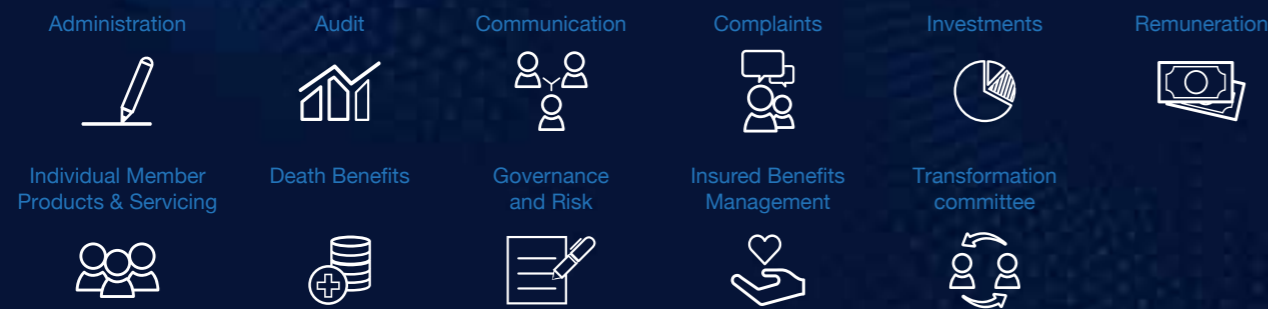 Administration
Audit
Communication
Complaints
Investments
Remuneration
Individual Member
Products & Servicing
Death Benefits
Governance
and Risk
Insured Benefits
Management
Transformation
committee